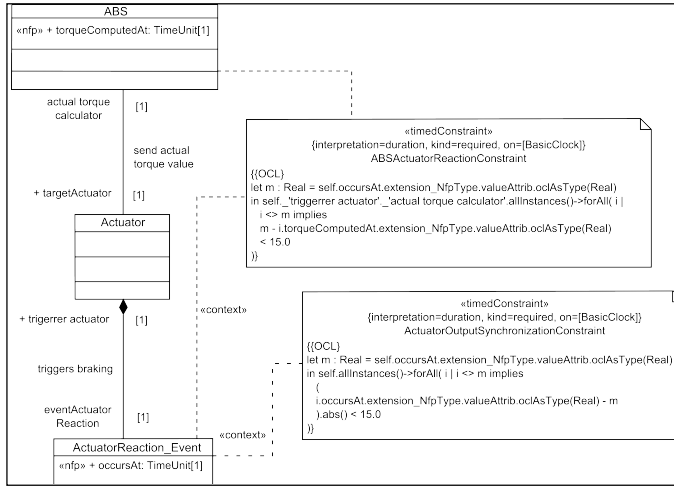 ABS
«nfp» + torqueComputedAt: TimeUnit[1]
actual torque
calculator
[1]
send actual
torque value
+ targetActuator
[1]
Actuator
+ trigerrer actuator
[1]
triggers braking
eventActuator
Reaction
[1]
ActuatorReaction_Event
«nfp» + occursAt: TimeUnit[1]
«context»
«context»
«timedConstraint»
{interpretation=duration, kind=required, on=[BasicClock]}
ABSActuatorReactionConstraint
{{OCL}
let m : Real = self.occursAt.extension_NfpType.valueAttrib.oclAsType(Real)
in self._'triggerrer actuator'._'actual torque calculator'.allInstances()->forAll( i |
i <> m implies
m - i.torqueComputedAt.extension_NfpType.valueAttrib.oclAsType(Real)
< 15.0
)}
«timedConstraint»
{interpretation=duration, kind=required, on=[BasicClock]}
ActuatorOutputSynchronizationConstraint
{{OCL}
let m : Real = self.occursAt.extension_NfpType.valueAttrib.oclAsType(Real)
in self.allInstances()->forAll( i | i <> m implies
(
i.occursAt.extension_NfpType.valueAttrib.oclAsType(Real) - m
).abs() < 15.0
)}